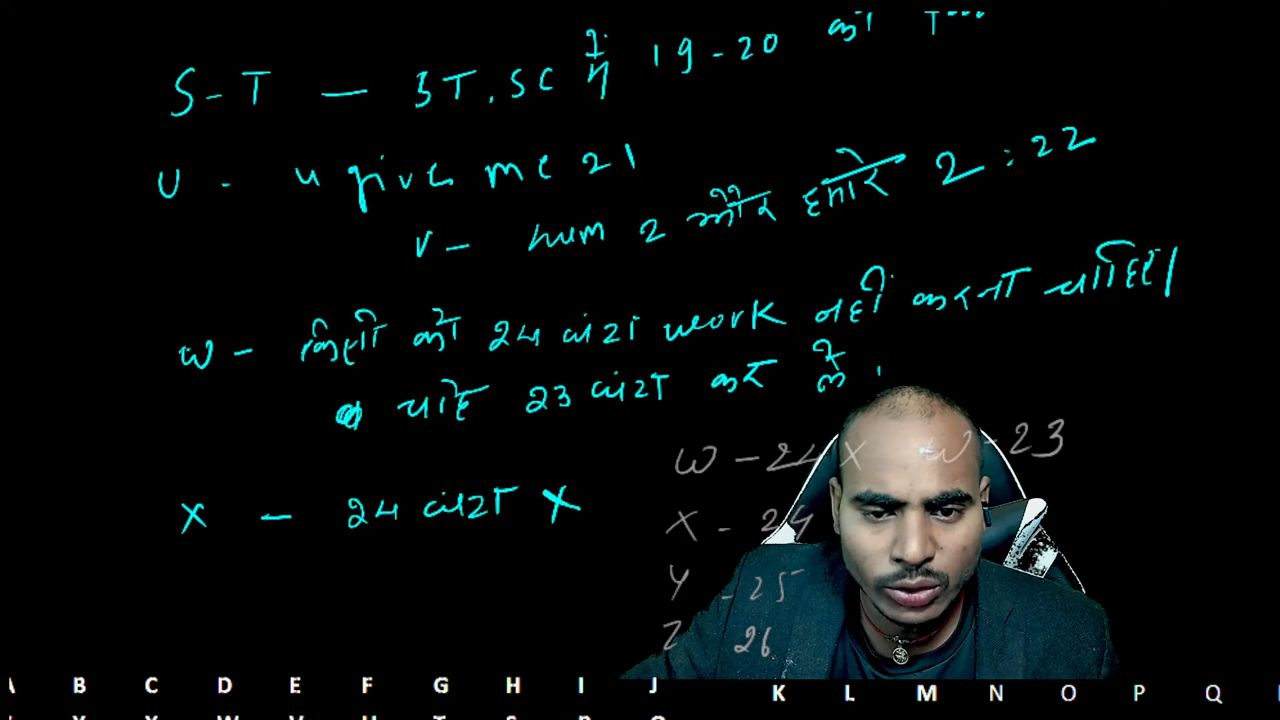 S-T — ST.SC में 19-20 का
U - u give me 21
V - hum 2 और हमारे 2 : 22
W - किसी को 24 घंटा work नहीं करना चाहिए।
चाहे 23 घंटा कर ले।
W - 24 X W - 23
X - 24 घंटा X
X - 24
Y - 25
Z 26
A B C D E F G H I J K L M N O P Q